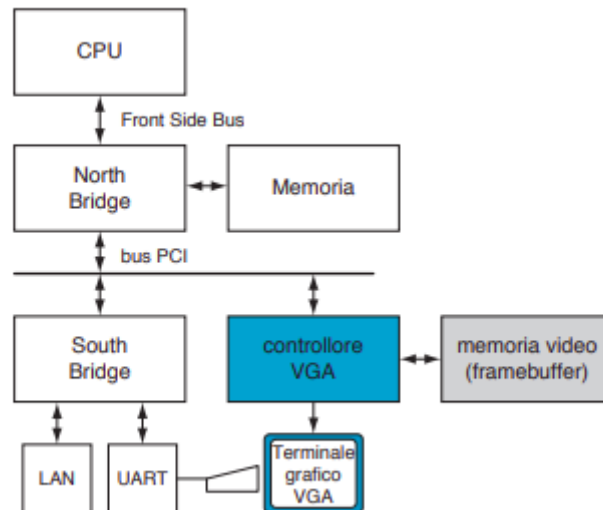 CPU
Front Side Bus
North
Bridge
Memoria
bus PCI
South
Bridge
controllore
VGA
memoria video
(framebuffer)
LAN
UART
Terminale
grafico
VGA